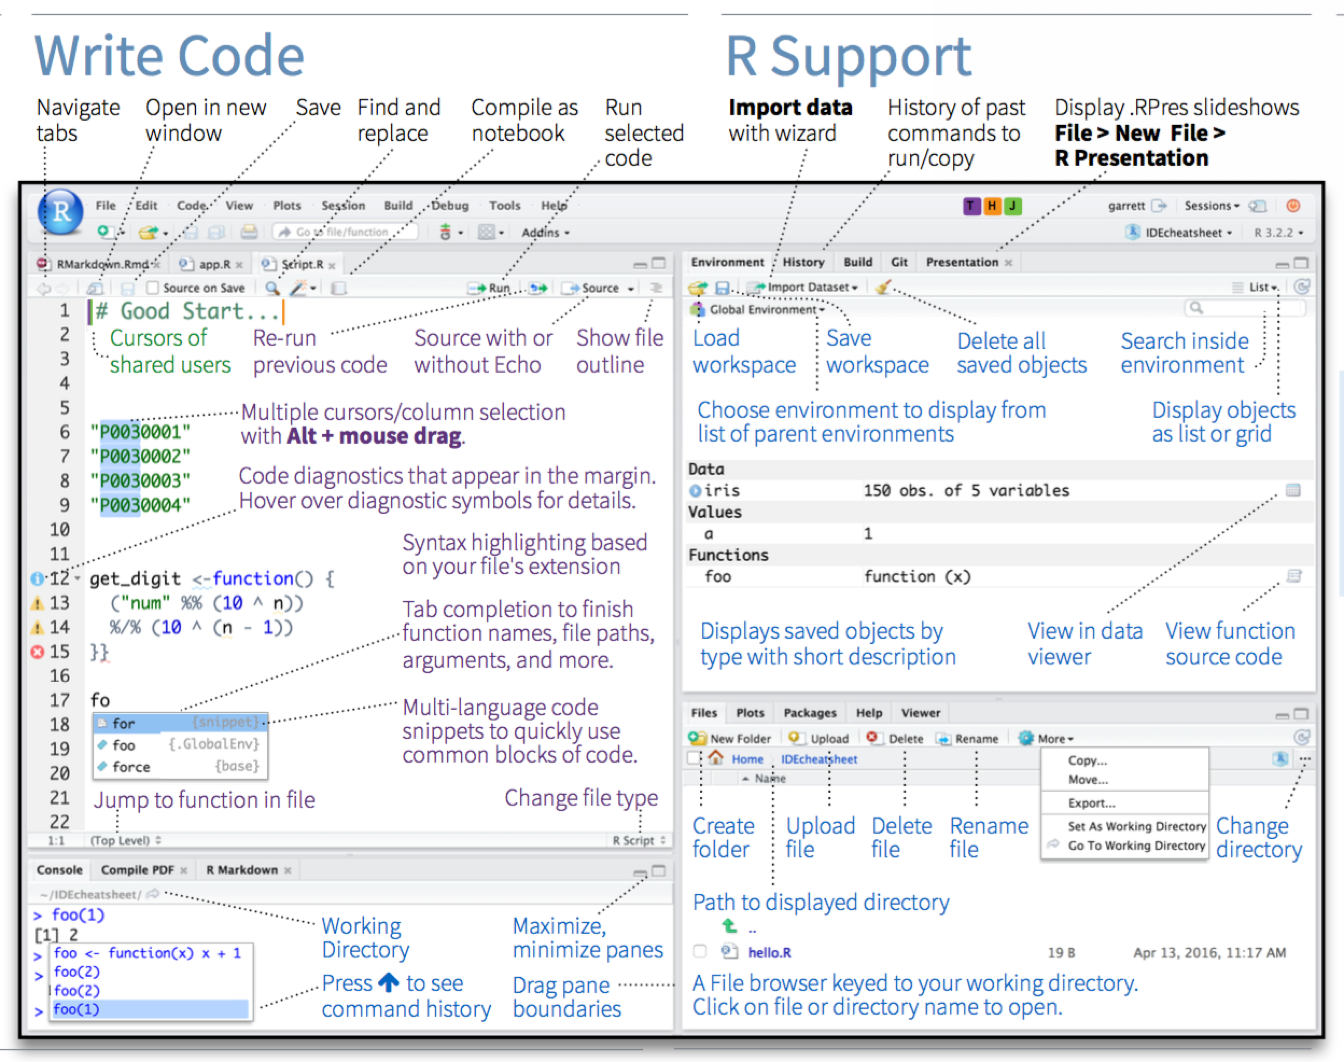 Write Code
R Support
Navigate tabs
Open in new window
Save
Find and replace
Compile as notebook
Run selected code
Import data with wizard
History of past commands to run/copy
Display .RPres slideshows
File > New File >
R Presentation
R
File Edit Code View Plots Session Build Debug Tools Help
T H J
garrett Sessions
Go to file/function
Addins
IDEcheatsheet R 3.2.2
RMarkdown.Rmd × app.R × Script.R ×
Source on Save
Run
Source
1 # Good Start...
2 Cursors of shared users
Re-run previous code
Source with or without Echo
Show file outline
3
4
5
Multiple cursors/column selection
with Alt + mouse drag.
6 "P0030001"
7 "P0030002"
8 "P0030003"
9 "P0030004"
Code diagnostics that appear in the margin.
Hover over diagnostic symbols for details.
10
11
Syntax highlighting based
on your file's extension
12 get_digit <-function() {
13 ("num" %% (10 ^ n))
14 %/% (10 ^ (n - 1))
15 }}
Tab completion to finish
function names, file paths,
arguments, and more.
16
17 fo
18 for {snippet}
19 foo {.GlobalEnv}
20 force {base}
Multi-language code
snippets to quickly use
common blocks of code.
21 Jump to function in file
Change file type
22
1:1 (Top Level) R Script
Console Compile PDF × R Markdown ×
~/IDEcheatsheet/
> foo(1)
[1] 2
> foo <- function(x) x + 1
> foo(2)
foo(2)
> foo(1)
Working
Directory
Maximize,
minimize panes
Press to see
command history
Drag pane
boundaries
Environment History Build Git Presentation ×
Import Dataset List
Global Environment
Load workspace
Save workspace
Delete all saved objects
Search inside environment
Choose environment to display from
list of parent environments
Display objects
as list or grid
Data
iris 150 obs. of 5 variables
Values
a 1
Functions
foo function (x)
Displays saved objects by
type with short description
View in data
viewer
View function
source code
Files Plots Packages Help Viewer
New Folder Upload Delete Rename More
Home IDEcheatsheet
Name
Copy...
Move...
Export...
Set As Working Directory
Go To Working Directory
...
Create folder
Upload file
Delete file
Rename file
Change directory
Path to displayed directory
..
hello.R 19 B Apr 13, 2016, 11:17 AM
A File browser keyed to your working directory.
Click on file or directory name to open.